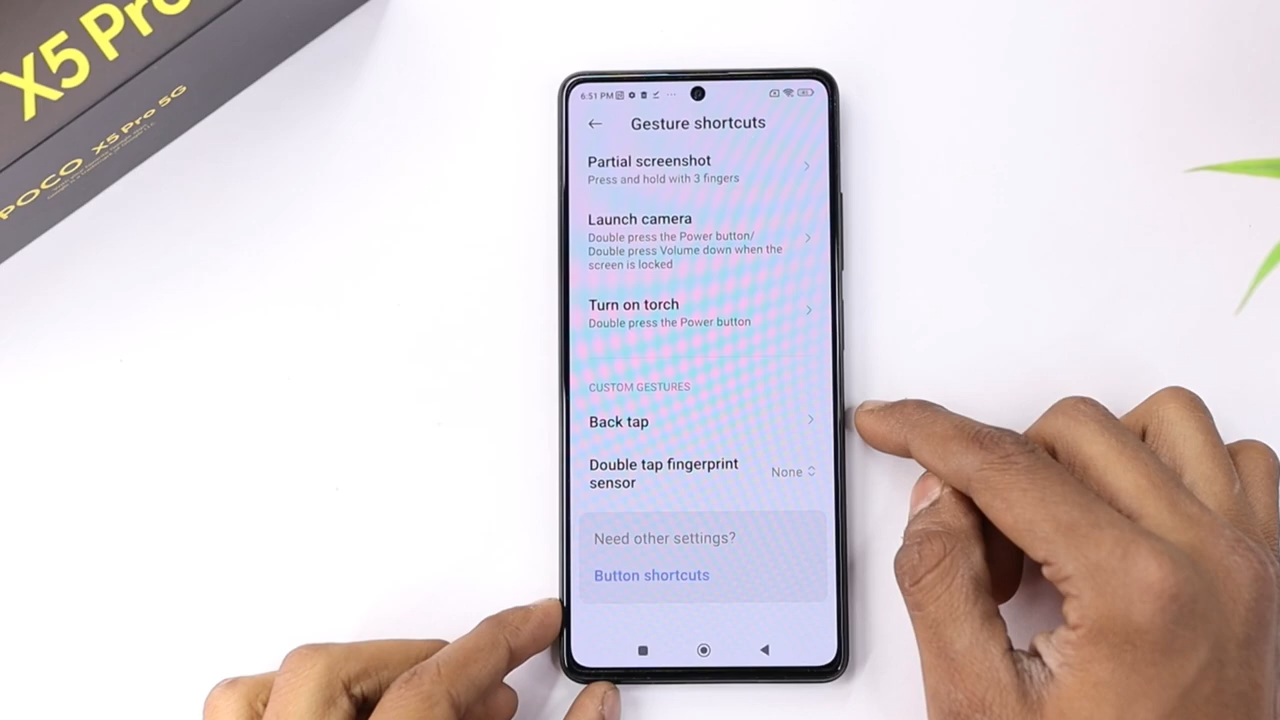 X5 Pro
POCO X5 Pro 5G
6:51 PM
Gesture shortcuts
Partial screenshot
Press and hold with 3 fingers
Launch camera
Double press the Power button/
Double press Volume down when the
screen is locked
Turn on torch
Double press the Power button
CUSTOM GESTURES
Back tap
Double tap fingerprint
sensor
None
Need other settings?
Button shortcuts